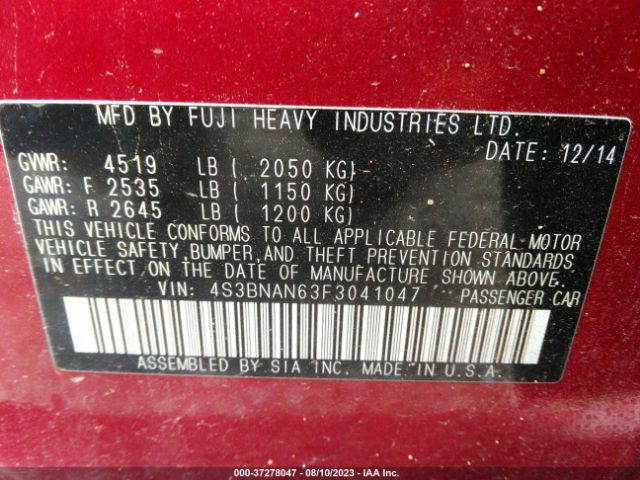 MFD BY FUJI HEAVY INDUSTRIES LTD.
DATE: 12/14
GVWR: 4519 LB ( 2050 KG)
GAWR: F 2535 LB ( 1150 KG)
GAWR: R 2645 LB ( 1200 KG)
THIS VEHICLE CONFORMS TO ALL APPLICABLE FEDERAL MOTOR
VEHICLE SAFETY, BUMPER, AND THEFT PREVENTION STANDARDS
IN EFFECT ON THE DATE OF MANUFACTURE SHOWN ABOVE.
VIN: 4S3BNAN63F3041047 PASSENGER CAR
ASSEMBLED BY SIA INC. MADE IN U.S.A.
000-37278047 - 08/10/2023 - IAA Inc.